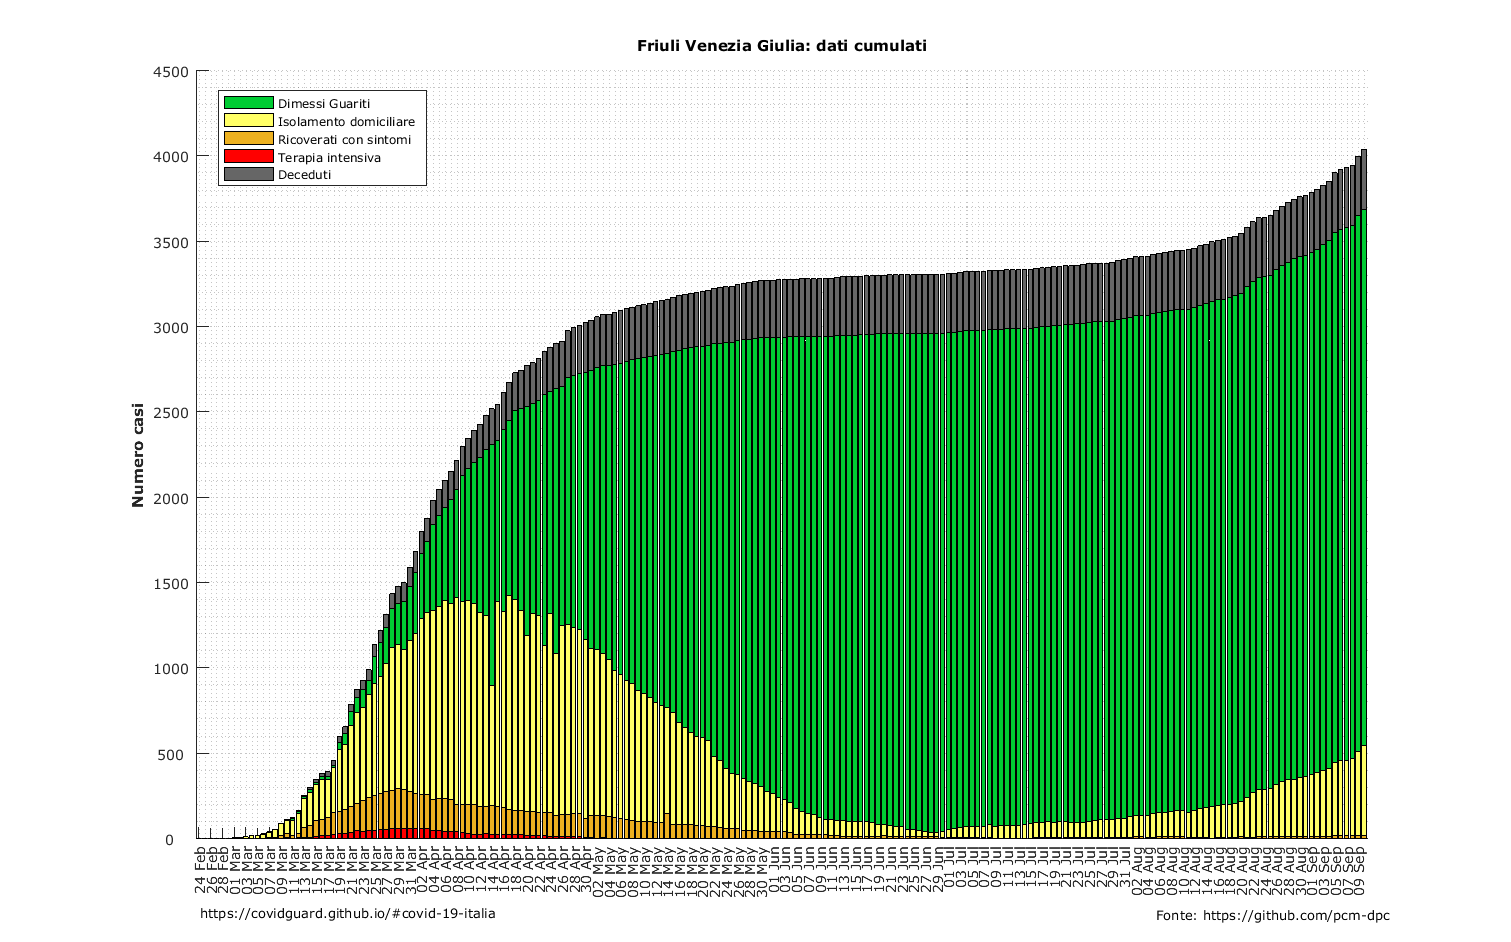 Friuli Venezia Giulia: dati cumulati
4500
4000
3500
3000
2500
2000
1500
1000
500
0
Numero casi
Dimessi Guariti
Isolamento domiciliare
Ricoverati con sintomi
Terapia intensiva
Deceduti
24 Feb
26 Feb
28 Feb
01 Mar
03 Mar
05 Mar
07 Mar
09 Mar
11 Mar
13 Mar
15 Mar
17 Mar
19 Mar
21 Mar
23 Mar
25 Mar
27 Mar
29 Mar
31 Mar
02 Apr
04 Apr
06 Apr
08 Apr
10 Apr
12 Apr
14 Apr
16 Apr
18 Apr
20 Apr
22 Apr
24 Apr
26 Apr
28 Apr
30 Apr
02 May
04 May
06 May
08 May
10 May
12 May
14 May
16 May
18 May
20 May
22 May
24 May
26 May
28 May
30 May
01 Jun
03 Jun
05 Jun
07 Jun
09 Jun
11 Jun
13 Jun
15 Jun
17 Jun
19 Jun
21 Jun
23 Jun
25 Jun
27 Jun
29 Jun
01 Jul
03 Jul
05 Jul
07 Jul
09 Jul
11 Jul
13 Jul
15 Jul
17 Jul
19 Jul
21 Jul
23 Jul
25 Jul
27 Jul
29 Jul
31 Jul
02 Aug
04 Aug
06 Aug
08 Aug
10 Aug
12 Aug
14 Aug
16 Aug
18 Aug
20 Aug
22 Aug
24 Aug
26 Aug
28 Aug
30 Aug
01 Sep
03 Sep
05 Sep
07 Sep
09 Sep
https://covidguard.github.io/#covid-19-italia
Fonte: https://github.com/pcm-dpc